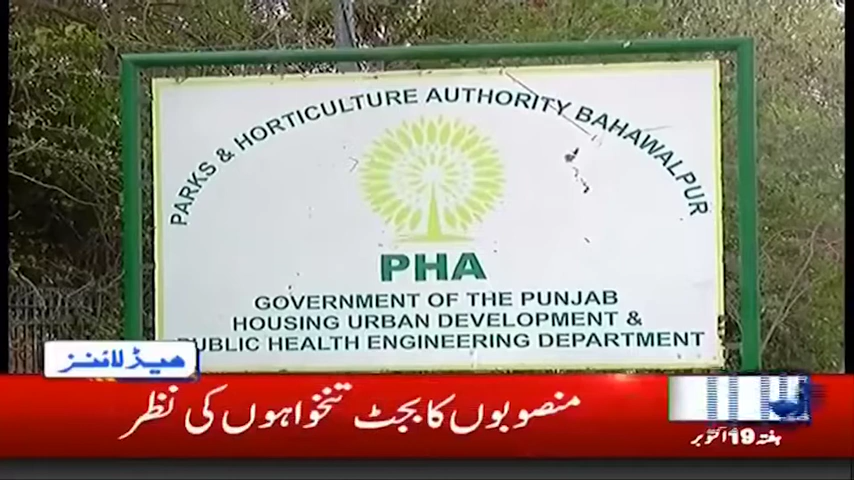 PARKS & HORTICULTURE AUTHORITY BAHAWALPUR
PHA
GOVERNMENT OF THE PUNJAB
HOUSING URBAN DEVELOPMENT &
PUBLIC HEALTH ENGINEERING DEPARTMENT
ہیڈلائنز
منصوبوں کا بجٹ تنخواہوں کی نظر
ہفتہ 19 اکتوبر